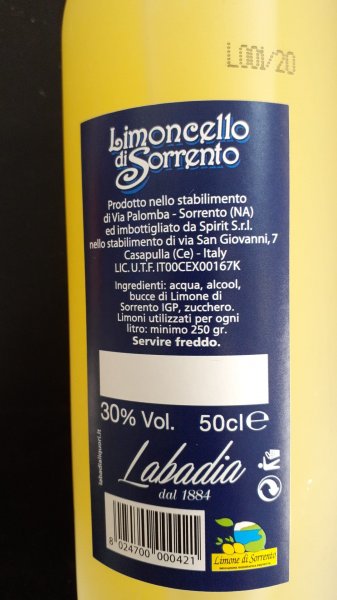 L001/20
Limoncello
di Sorrento
Prodotto nello stabilimento
di Via Palomba - Sorrento (NA)
ed imbottigliato da Spirit S.r.l.
nello stabilimento di via San Giovanni,7
Casapulla (Ce) - Italy
LIC. U.T.F. IT00CEX00167K
Ingredienti: acqua, alcool,
bucce di Limone di
Sorrento IGP, zucchero.
Limoni utilizzati per ogni
litro: minimo 250 gr.
Servire freddo.
30% Vol. 50cl e
labadialiquori.it
Labadia
dal 1884
8 024700 000421
Limone di Sorrento